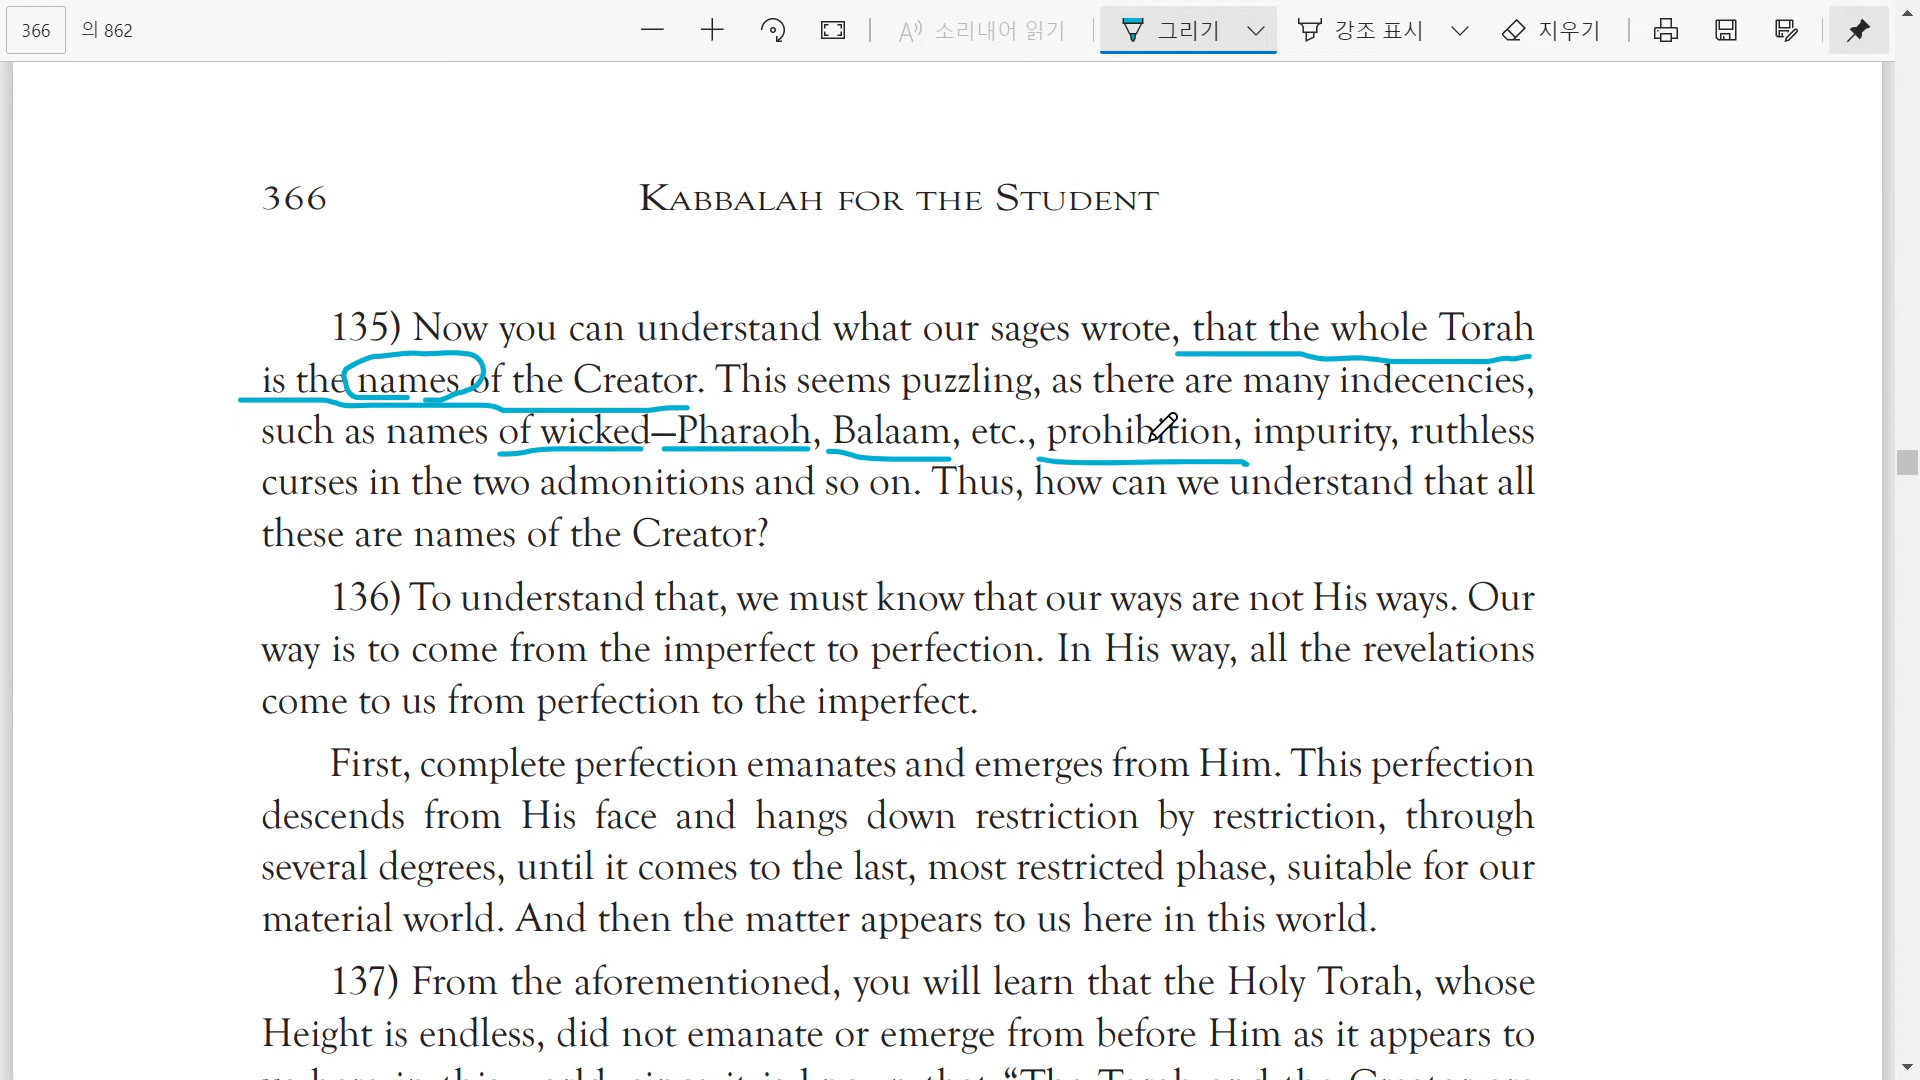 366 의 862 소리내어 읽기 그리기 강조 표시 지우기
366 KABBALAH FOR THE STUDENT
135) Now you can understand what our sages wrote, that the whole Torah
is the names of the Creator. This seems puzzling, as there are many indecencies,
such as names of wicked—Pharaoh, Balaam, etc., prohibition, impurity, ruthless
curses in the two admonitions and so on. Thus, how can we understand that all
these are names of the Creator?
136) To understand that, we must know that our ways are not His ways. Our
way is to come from the imperfect to perfection. In His way, all the revelations
come to us from perfection to the imperfect.
First, complete perfection emanates and emerges from Him. This perfection
descends from His face and hangs down restriction by restriction, through
several degrees, until it comes to the last, most restricted phase, suitable for our
material world. And then the matter appears to us here in this world.
137) From the aforementioned, you will learn that the Holy Torah, whose
Height is endless, did not emanate or emerge from before Him as it appears to